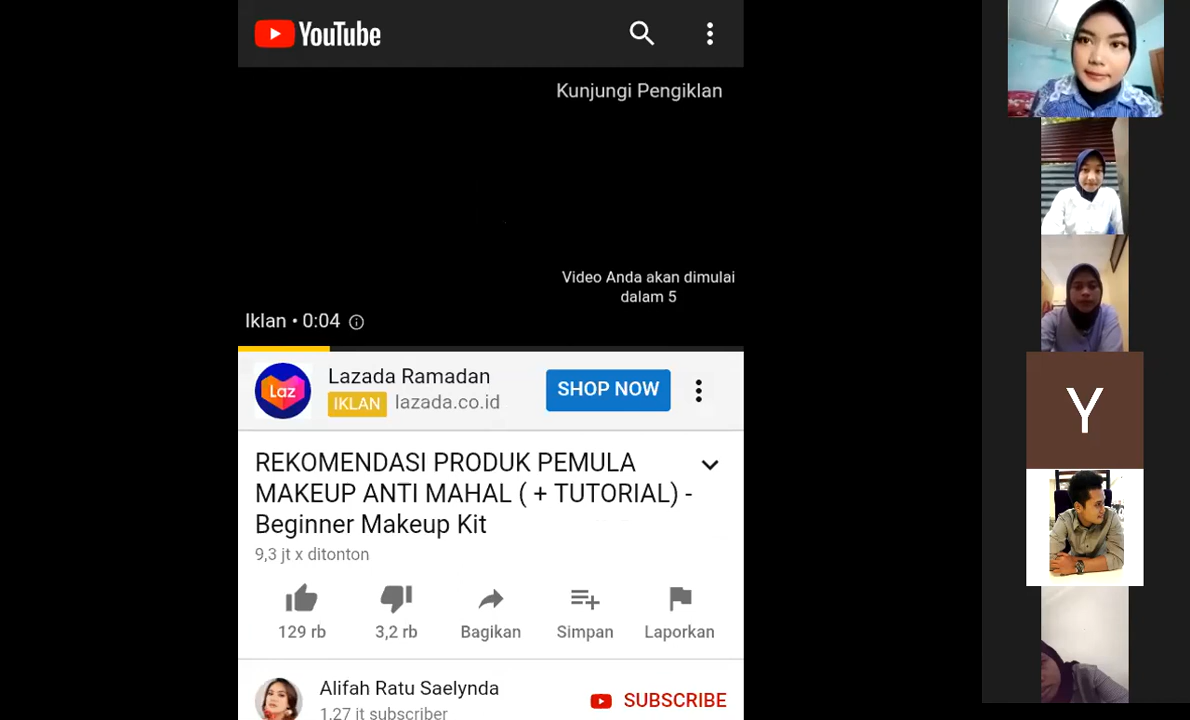 YouTube
Kunjungi Pengiklan
Video Anda akan dimulai
dalam 5
Iklan • 0:04
Laz
Lazada Ramadan
IKLAN lazada.co.id
SHOP NOW
REKOMENDASI PRODUK PEMULA
MAKEUP ANTI MAHAL ( + TUTORIAL) -
Beginner Makeup Kit
9,3 jt x ditonton
129 rb
3,2 rb
Bagikan
Simpan
Laporkan
Alifah Ratu Saelynda
1,27 jt subscriber
SUBSCRIBE
Y